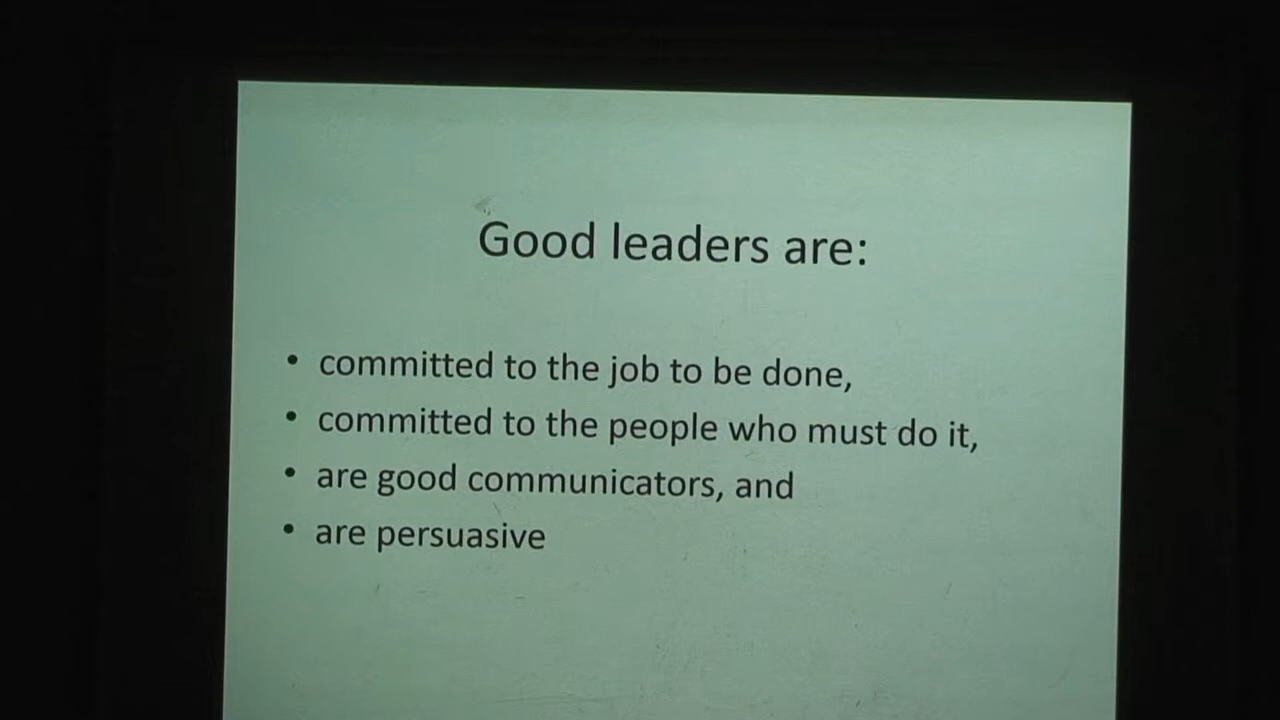 Good leaders are:
• committed to the job to be done,
• committed to the people who must do it,
• are good communicators, and
• are persuasive